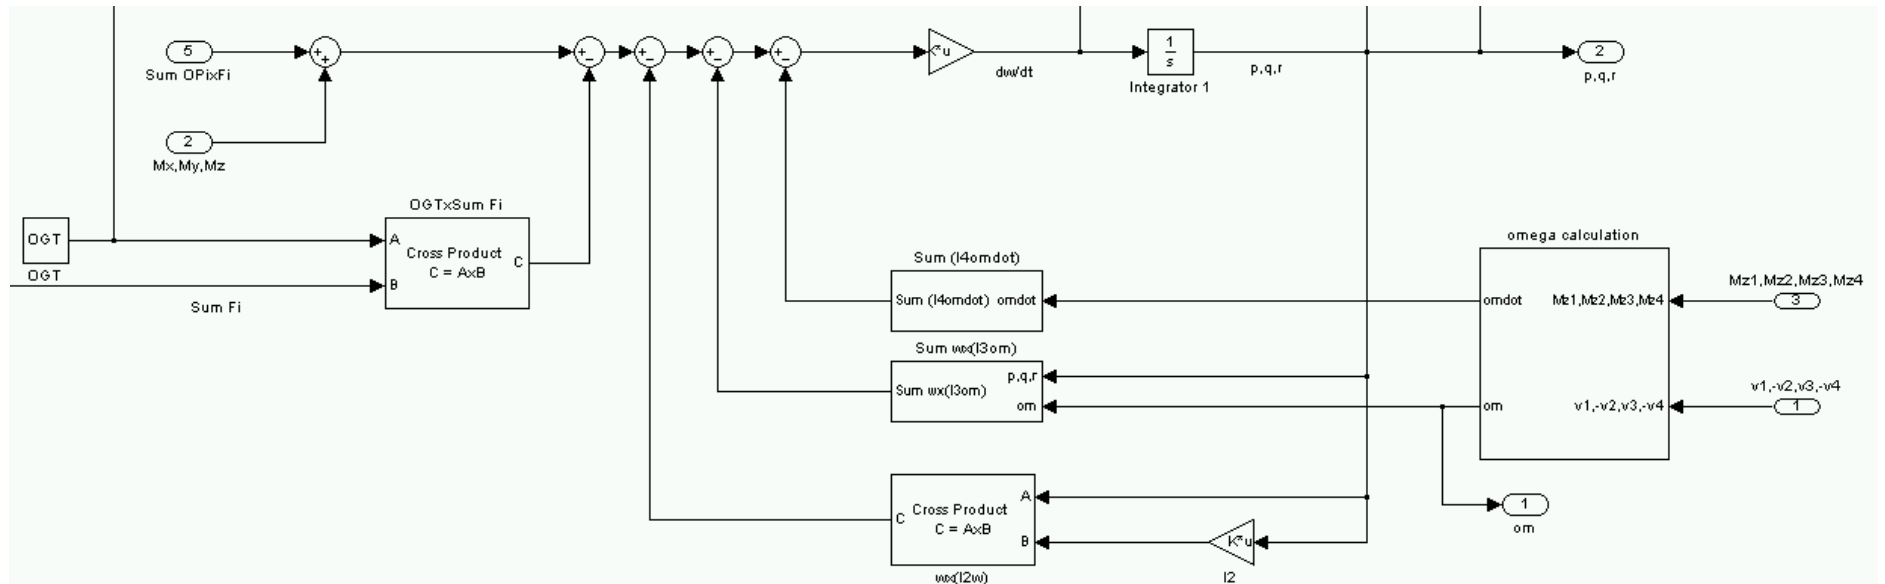 5
Sum OPixFi
2
Mx,My,Mz
K*u
dw/dt
1
s
Integrator 1
p,q,r
2
p,q,r
OGT
OGT
Sum Fi
OGTxSum Fi
A
Cross Product
C
C = AxB
B
Sum (I4omdot)
Sum (I4omdot) omdot
Sum wx(I3om)
p,q,r
Sum wx(I3om)
om
A
Cross Product
C
C = AxB
B
wx(I2w)
K*u
I2
omega calculation
omdot
Mz1,Mz2,Mz3,Mz4
om
v1,-v2,v3,-v4
Mz1,Mz2,Mz3,Mz4
3
v1,-v2,v3,-v4
1
1
om